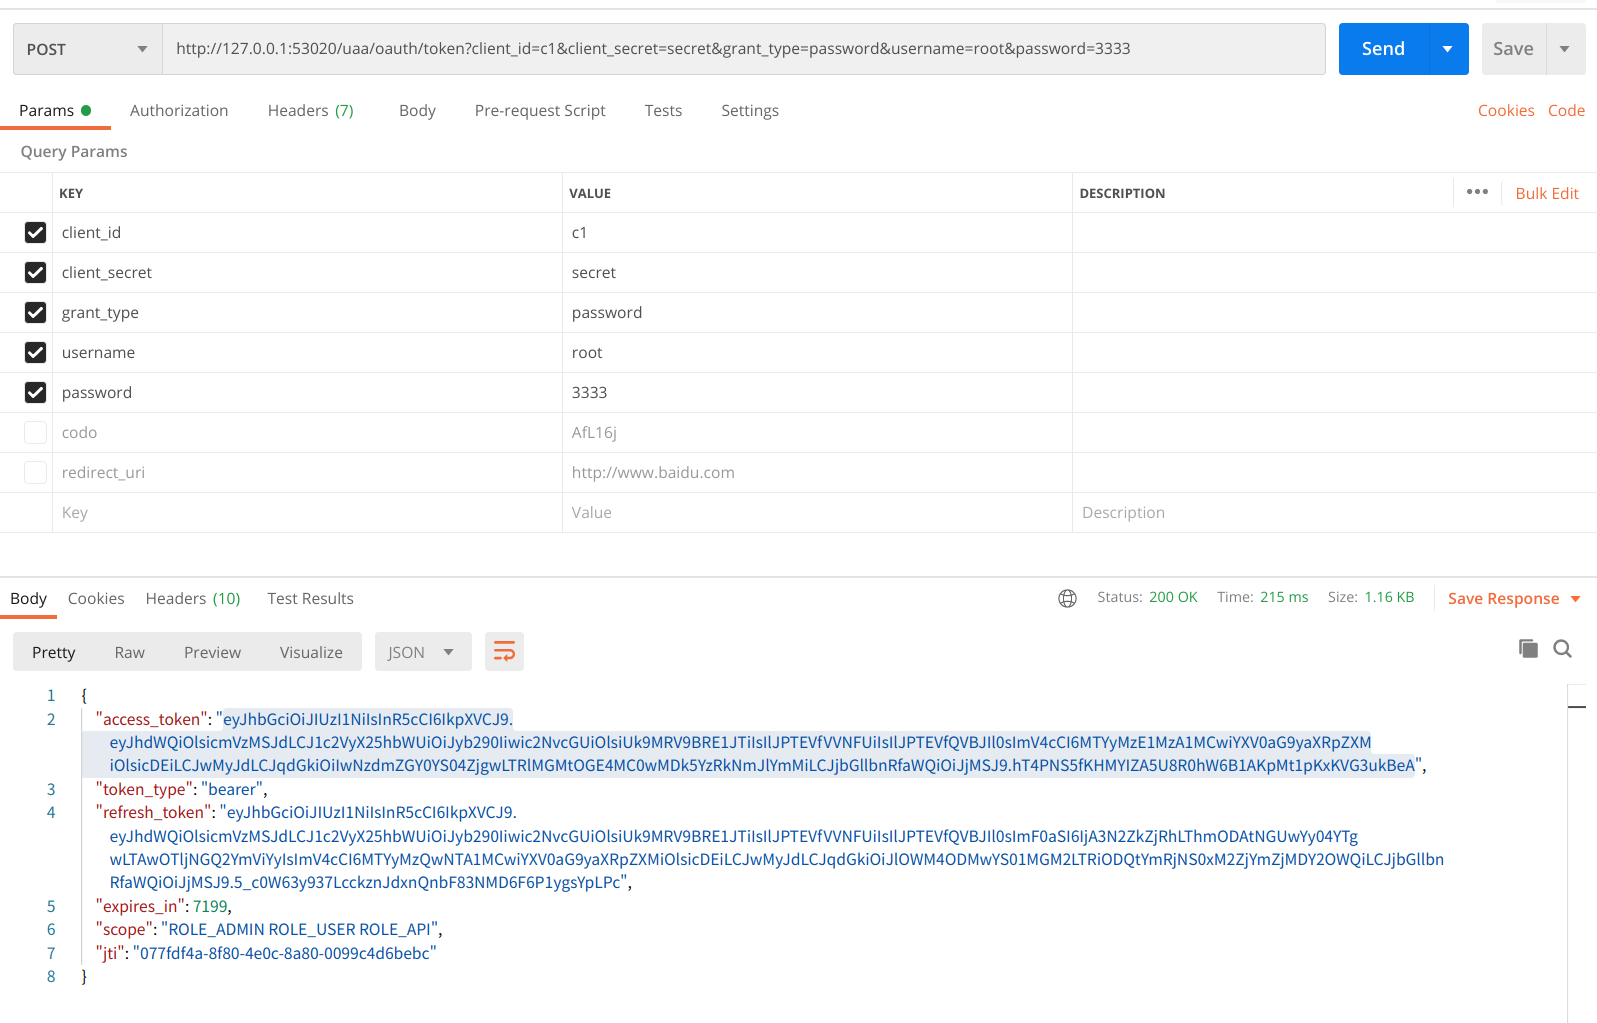 POST
http://127.0.0.1:53020/uaa/oauth/token?client_id=c1&client_secret=secret&grant_type=password&username=root&password=3333
Send
Save
Params
Authorization
Headers (7)
Body
Pre-request Script
Tests
Settings
Cookies
Code
Query Params
KEY VALUE DESCRIPTION
Bulk Edit
client_id c1
client_secret secret
grant_type password
username root
password 3333
codo AfL16j
redirect_uri http://www.baidu.com
Key Value Description
Body
Cookies
Headers (10)
Test Results
Status: 200 OK
Time: 215 ms
Size: 1.16 KB
Save Response
Pretty
Raw
Preview
Visualize
JSON
1 {
2 "access_token": "eyJhbGciOiJIUzI1NiIsInR5cCI6IkpXVCJ9.
eyJhdWQiOlsicmVzMSJdLCJ1c2VyX25hbWUiOiJyb290Iiwic2NvcGUiOlsiUk9MRV9BRE1JTiIsIlJPTEVfVVNFUiIsIlJPTEVfQVBJIl0sImV4cCI6MTYyMzE1MzA1MCwiYXV0aG9yaXRpZXM
iOlsicDEiLCJwMyJdLCJqdGkiOiIwNzdmZGY0YS04ZjgwLTRlMGMtOGE4MC0wMDk5YzRkNmJlYmMiLCJjbGllbnRfaWQiOiJjMSJ9.hT4PNS5fKHMYIZA5U8R0hW6B1AKpMt1pKxKVG3ukBeA",
3 "token_type": "bearer",
4 "refresh_token": "eyJhbGciOiJIUzI1NiIsInR5cCI6IkpXVCJ9.
eyJhdWQiOlsicmVzMSJdLCJ1c2VyX25hbWUiOiJyb290Iiwic2NvcGUiOlsiUk9MRV9BRE1JTiIsIlJPTEVfVVNFUiIsIlJPTEVfQVBJIl0sImF0aSI6IjA3N2ZkZjRhLThmODAtNGUwYy04YTg
wLTAwOTljNGQ2YmViYyIsImV4cCI6MTYyMzQwNTA1MCwiYXV0aG9yaXRpZXMiOlsicDEiLCJwMyJdLCJqdGkiOiJlOWM4ODMwYS01MGM2LTRiODQtYmRjNS0xM2ZjYmZjMDY2OWQiLCJjbGllbn
RfaWQiOiJjMSJ9.5_c0W63y937LcckznJdxnQnbF83NMD6F6P1ygsYpLPc",
5 "expires_in": 7199,
6 "scope": "ROLE_ADMIN ROLE_USER ROLE_API",
7 "jti": "077fdf4a-8f80-4e0c-8a80-0099c4d6bebc"
8 }